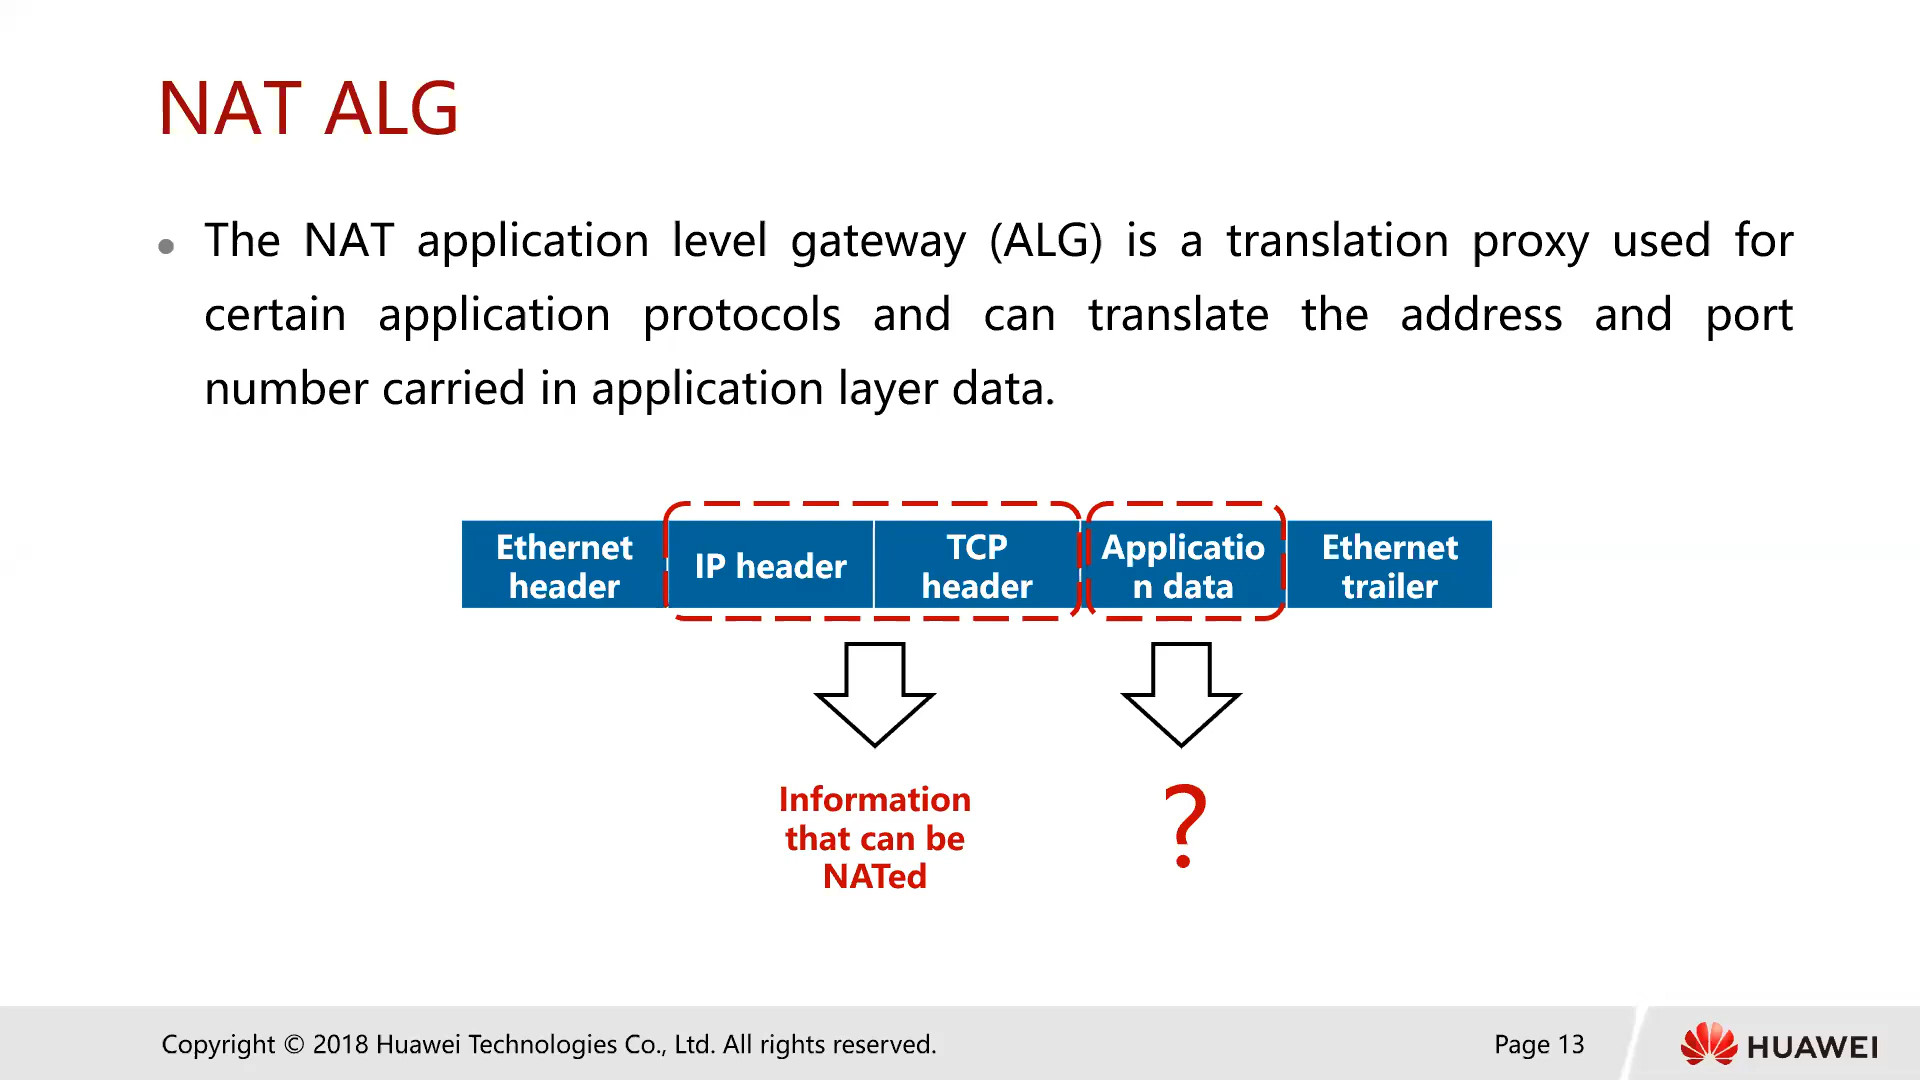 NAT ALG
The NAT application level gateway (ALG) is a translation proxy used for
certain application protocols and can translate the address and port
number carried in application layer data.
Ethernet
header
IP header
TCP
header
Applicatio
n data
Ethernet
trailer
Information
that can be
NATed
?
Copyright © 2018 Huawei Technologies Co., Ltd. All rights reserved.
Page 13
HUAWEI